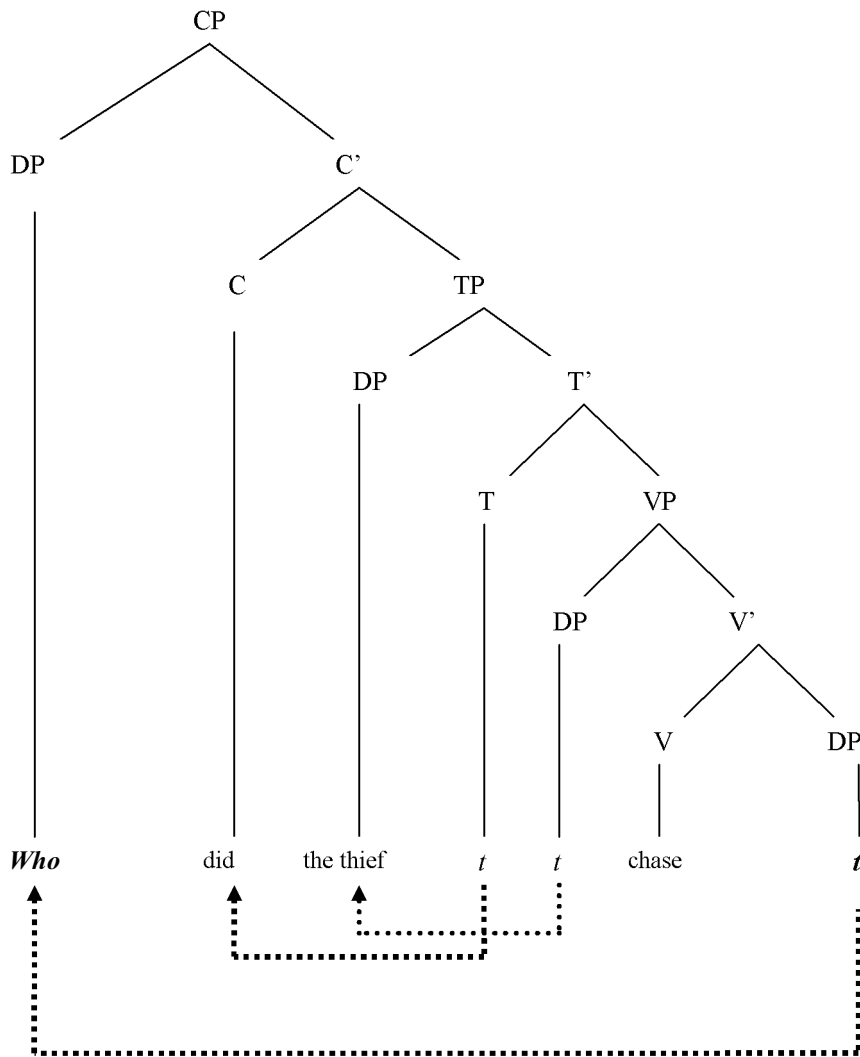 CP
DP C’
C TP
DP T’
T VP
DP V’
V DP
Who did the thief t t chase t